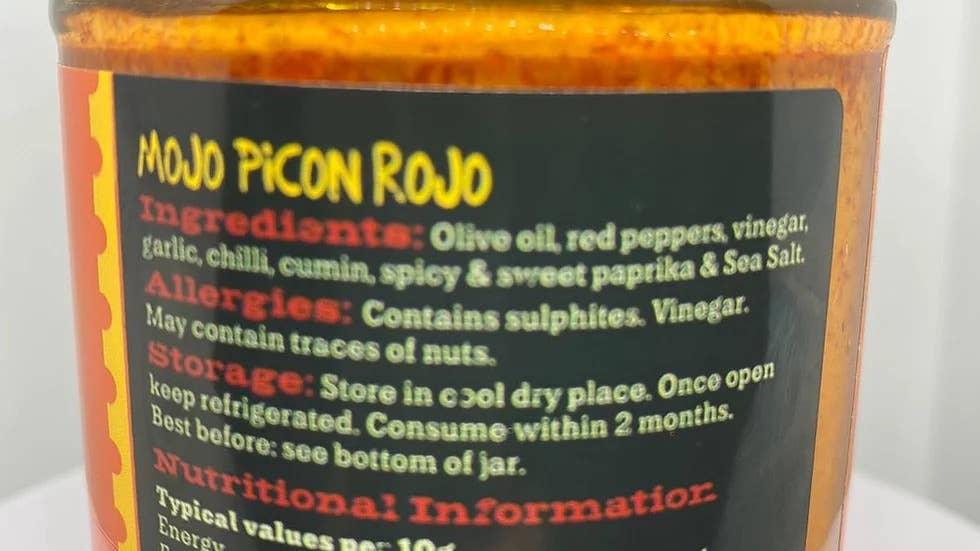 MOJO PiCON ROJO
Ingredients: Olive oil, red peppers, vinegar,
garlic, chilli, cumin, spicy & sweet paprika & Sea Salt.
Allergies: Contains sulphites. Vinegar.
May contain traces of nuts.
Storage: Store in cool dry place. Once open
keep refrigerated. Consume within 2 months.
Best before: see bottom of jar.
Nutritional Information
Typical values per 10g
Energy